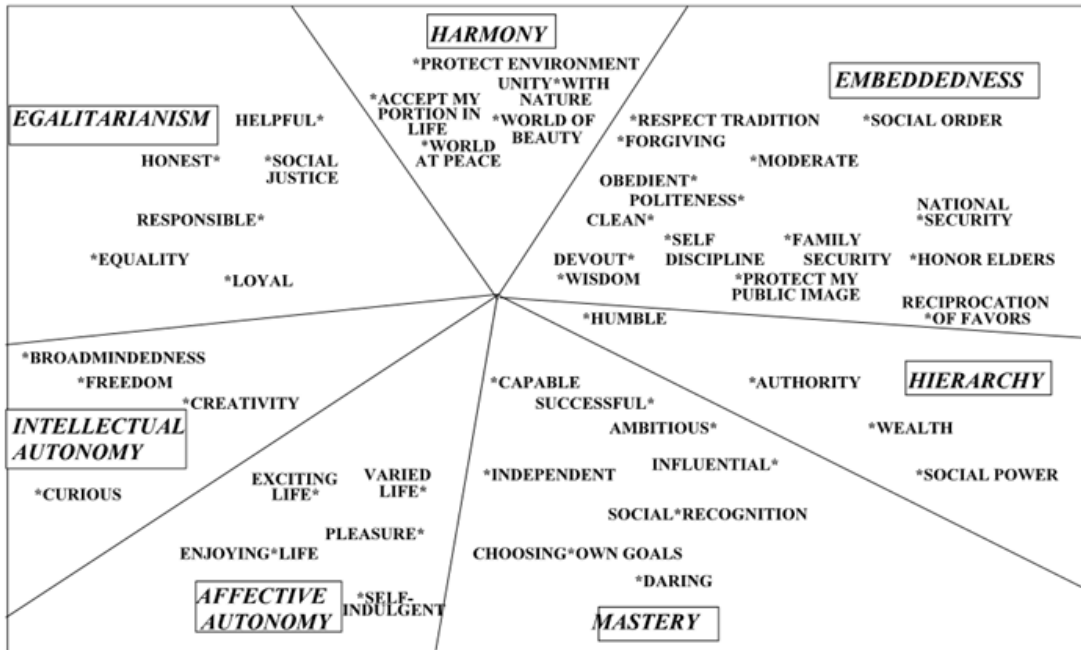 HARMONY
*PROTECT ENVIRONMENT
UNITY*WITH
NATURE
*ACCEPT MY
PORTION IN
LIFE
*WORLD OF
BEAUTY
*WORLD
AT PEACE
EGALITARIANISM
HELPFUL*
HONEST*
*SOCIAL
JUSTICE
RESPONSIBLE*
*EQUALITY
*LOYAL
EMBEDDEDNESS
*RESPECT TRADITION
*SOCIAL ORDER
*FORGIVING
*MODERATE
OBEDIENT*
POLITENESS*
NATIONAL
*SECURITY
CLEAN*
*SELF
DISCIPLINE
*FAMILY
SECURITY
DEVOUT*
*HONOR ELDERS
*WISDOM
*PROTECT MY
PUBLIC IMAGE
RECIPROCATION
*OF FAVORS
*HUMBLE
HIERARCHY
*AUTHORITY
*WEALTH
*SOCIAL POWER
*BROADMINDEDNESS
*FREEDOM
*CREATIVITY
INTELLECTUAL
AUTONOMY
*CURIOUS
EXCITING
LIFE*
VARIED
LIFE*
PLEASURE*
ENJOYING*LIFE
AFFECTIVE
AUTONOMY
*SELF-
INDULGENT
*CAPABLE
SUCCESSFUL*
AMBITIOUS*
*INDEPENDENT
INFLUENTIAL*
SOCIAL*RECOGNITION
CHOOSING*OWN GOALS
*DARING
MASTERY